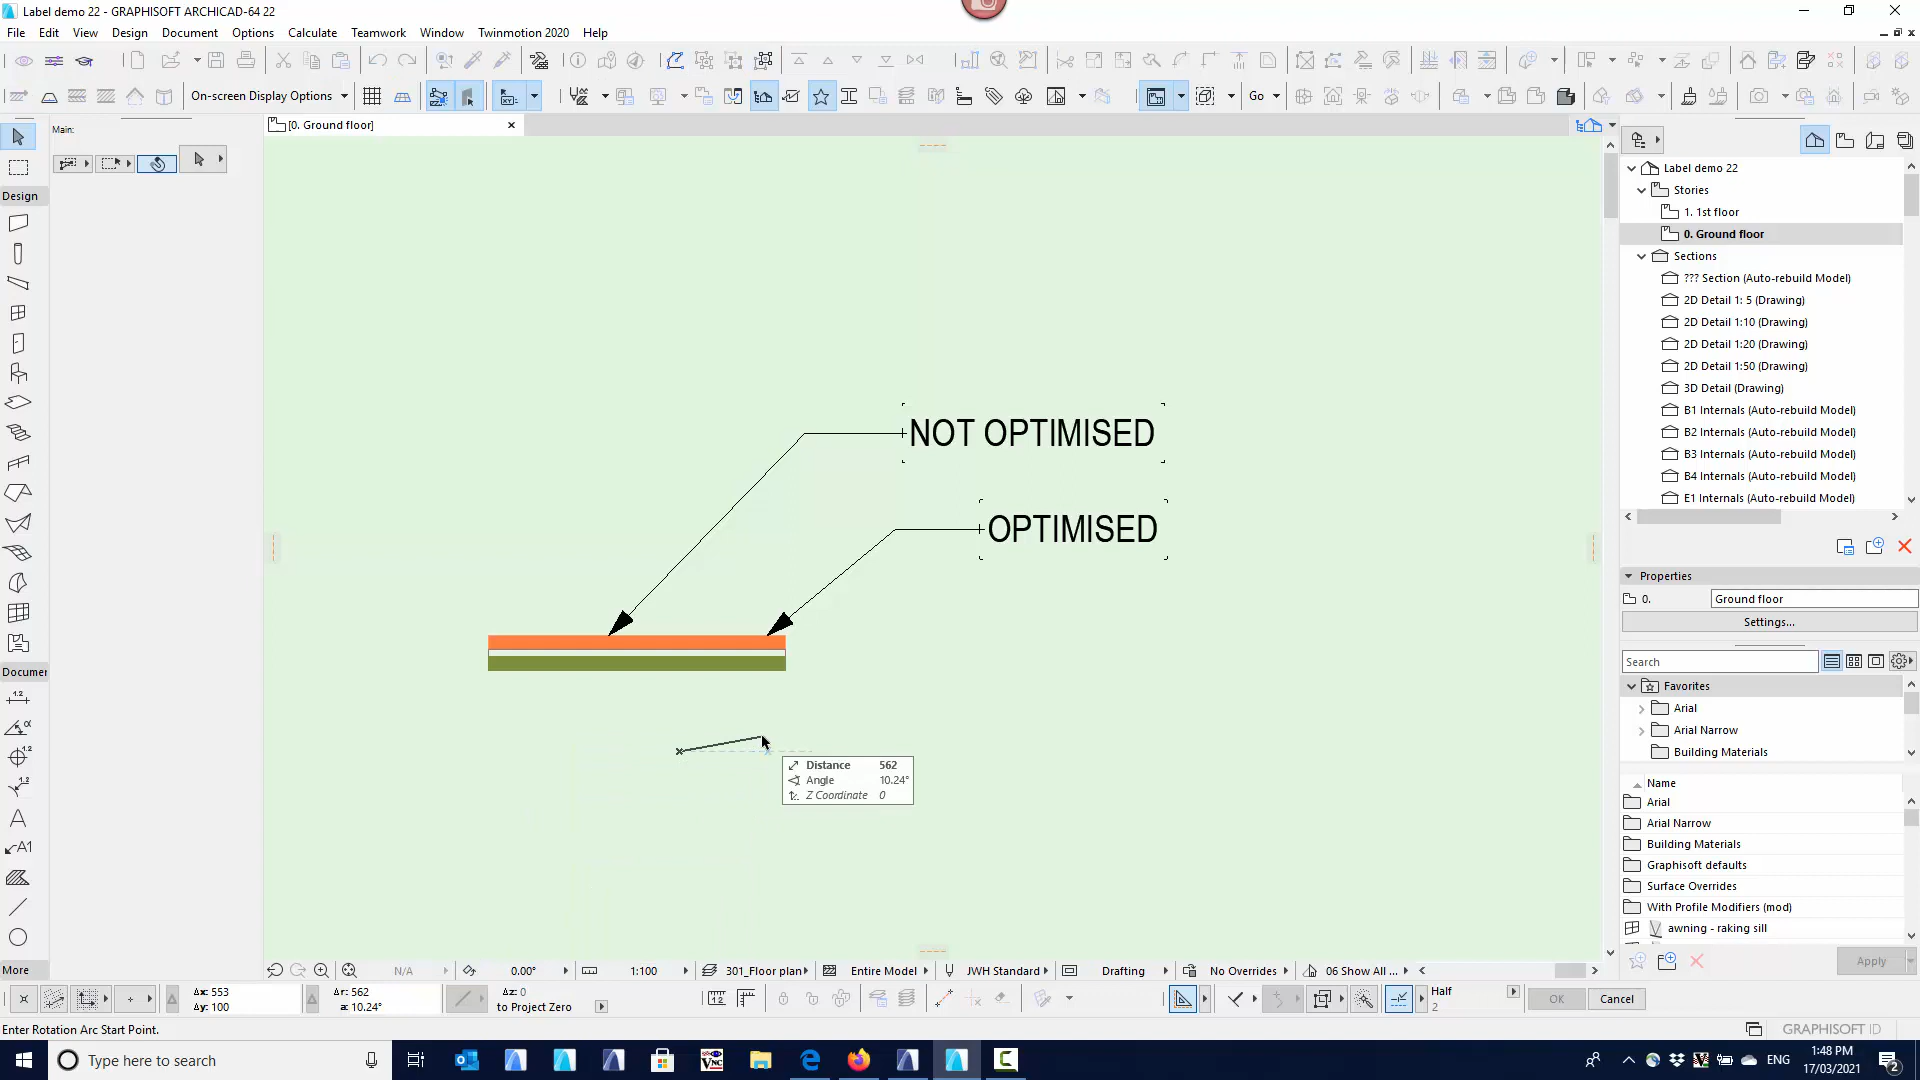 Label demo 22 - GRAPHISOFT ARCHICAD-64 22
File Edit View Design Document Options Calculate Teamwork Window Twinmotion 2020 Help
On-screen Display Options
Go
Main:
[0. Ground floor]
Design
Documen
More
NOT OPTIMISED
OPTIMISED
Distance 562
Angle 10.24°
Z Coordinate 0
Label demo 22
Stories
1. 1st floor
0. Ground floor
Sections
??? Section (Auto-rebuild Model)
2D Detail 1: 5 (Drawing)
2D Detail 1:10 (Drawing)
2D Detail 1:20 (Drawing)
2D Detail 1:50 (Drawing)
3D Detail (Drawing)
B1 Internals (Auto-rebuild Model)
B2 Internals (Auto-rebuild Model)
B3 Internals (Auto-rebuild Model)
B4 Internals (Auto-rebuild Model)
E1 Internals (Auto-rebuild Model)
Properties
0. Ground floor
Settings...
Search
Favorites
Arial
Arial Narrow
Building Materials
Name
Arial
Arial Narrow
Building Materials
Graphisoft defaults
Surface Overrides
With Profile Modifiers (mod)
awning - raking sill
Apply
N/A 0.00° 1:100 301_Floor plan Entire Model JWH Standard Drafting No Overrides 06 Show All ...
Δx: 553 Δr: 562 Δz: 0 Half
Δy: 100 a: 10.24° to Project Zero 2 OK Cancel
Enter Rotation Arc Start Point.
GRAPHISOFT ID
Type here to search
ENG
1:48 PM
17/03/2021
2